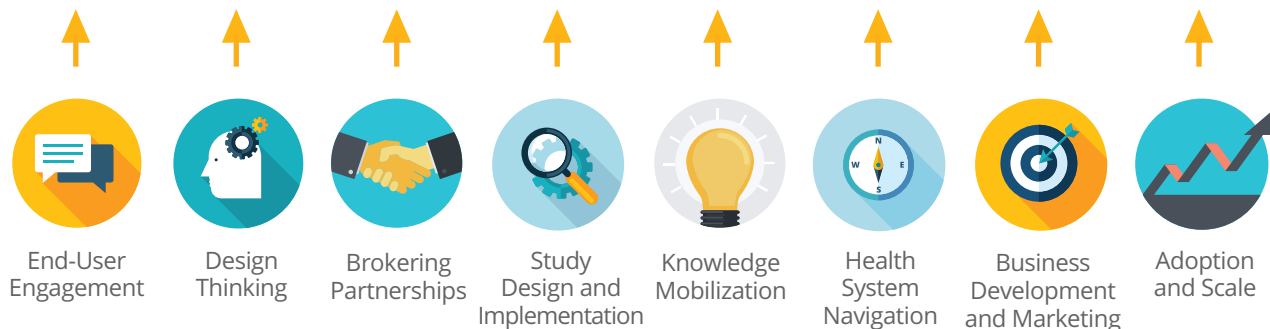 N
W E
S
End-User
Engagement
Design
Thinking
Brokering
Partnerships
Study
Design and
Implementation
Knowledge
Mobilization
Health
System
Navigation
Business
Development
and Marketing
Adoption
and Scale